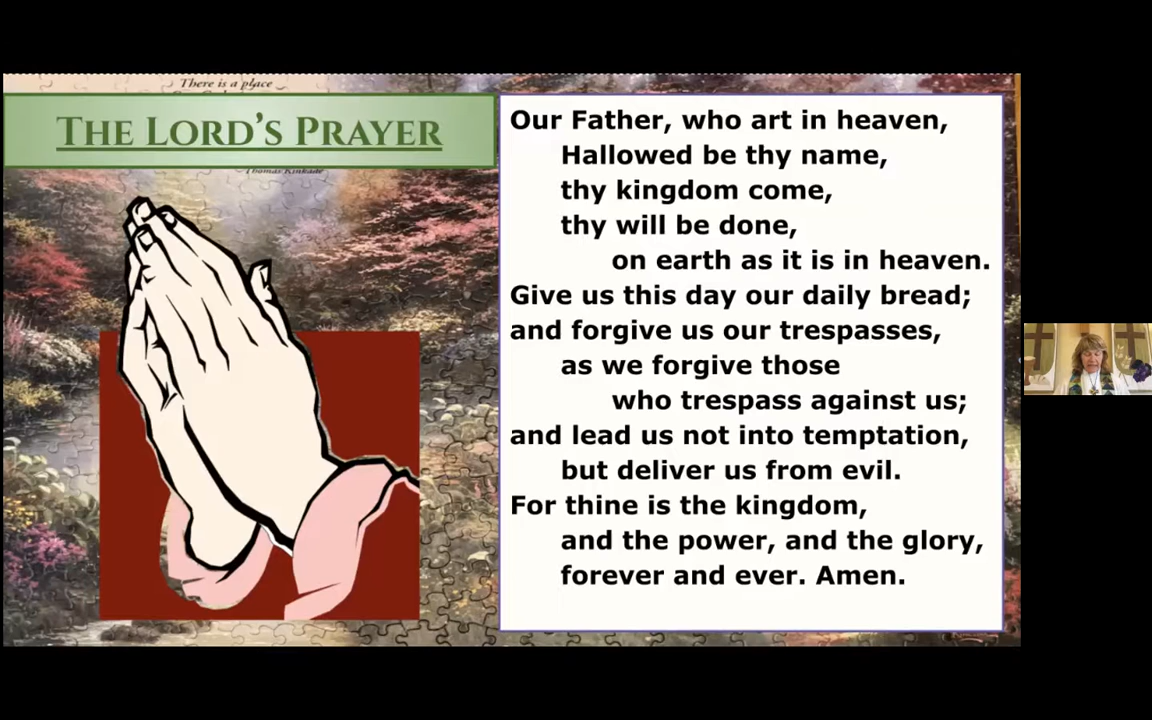 There is a place
THE LORD'S PRAYER
Thomas Kinkade
Our Father, who art in heaven,
Hallowed be thy name,
thy kingdom come,
thy will be done,
on earth as it is in heaven.
Give us this day our daily bread;
and forgive us our trespasses,
as we forgive those
who trespass against us;
and lead us not into temptation,
but deliver us from evil.
For thine is the kingdom,
and the power, and the glory,
forever and ever. Amen.